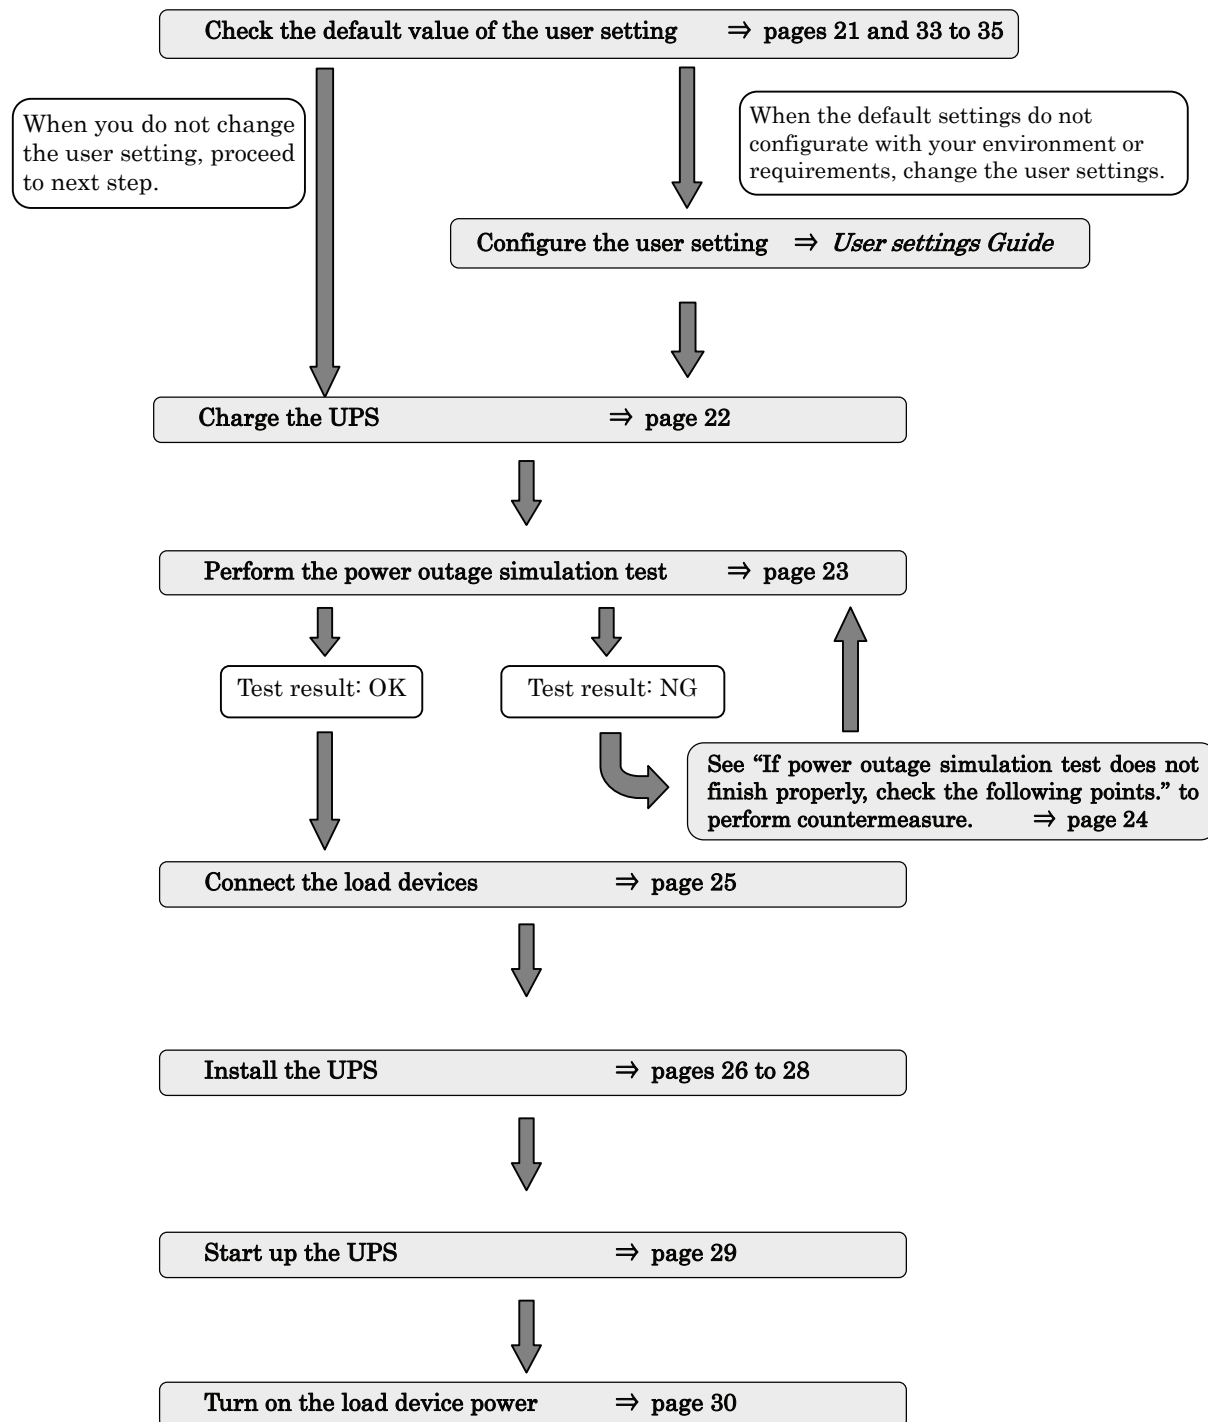 Check the default value of the user setting ⇒ pages 21 and 33 to 35
When you do not change
the user setting, proceed
to next step.
When the default settings do not
configurate with your environment or
requirements, change the user settings.
Configure the user setting ⇒ User settings Guide
Charge the UPS ⇒ page 22
Perform the power outage simulation test ⇒ page 23
Test result: OK
Test result: NG
See “If power outage simulation test does not
finish properly, check the following points.” to
perform countermeasure. ⇒ page 24
Connect the load devices ⇒ page 25
Install the UPS ⇒ pages 26 to 28
Start up the UPS ⇒ page 29
Turn on the load device power ⇒ page 30